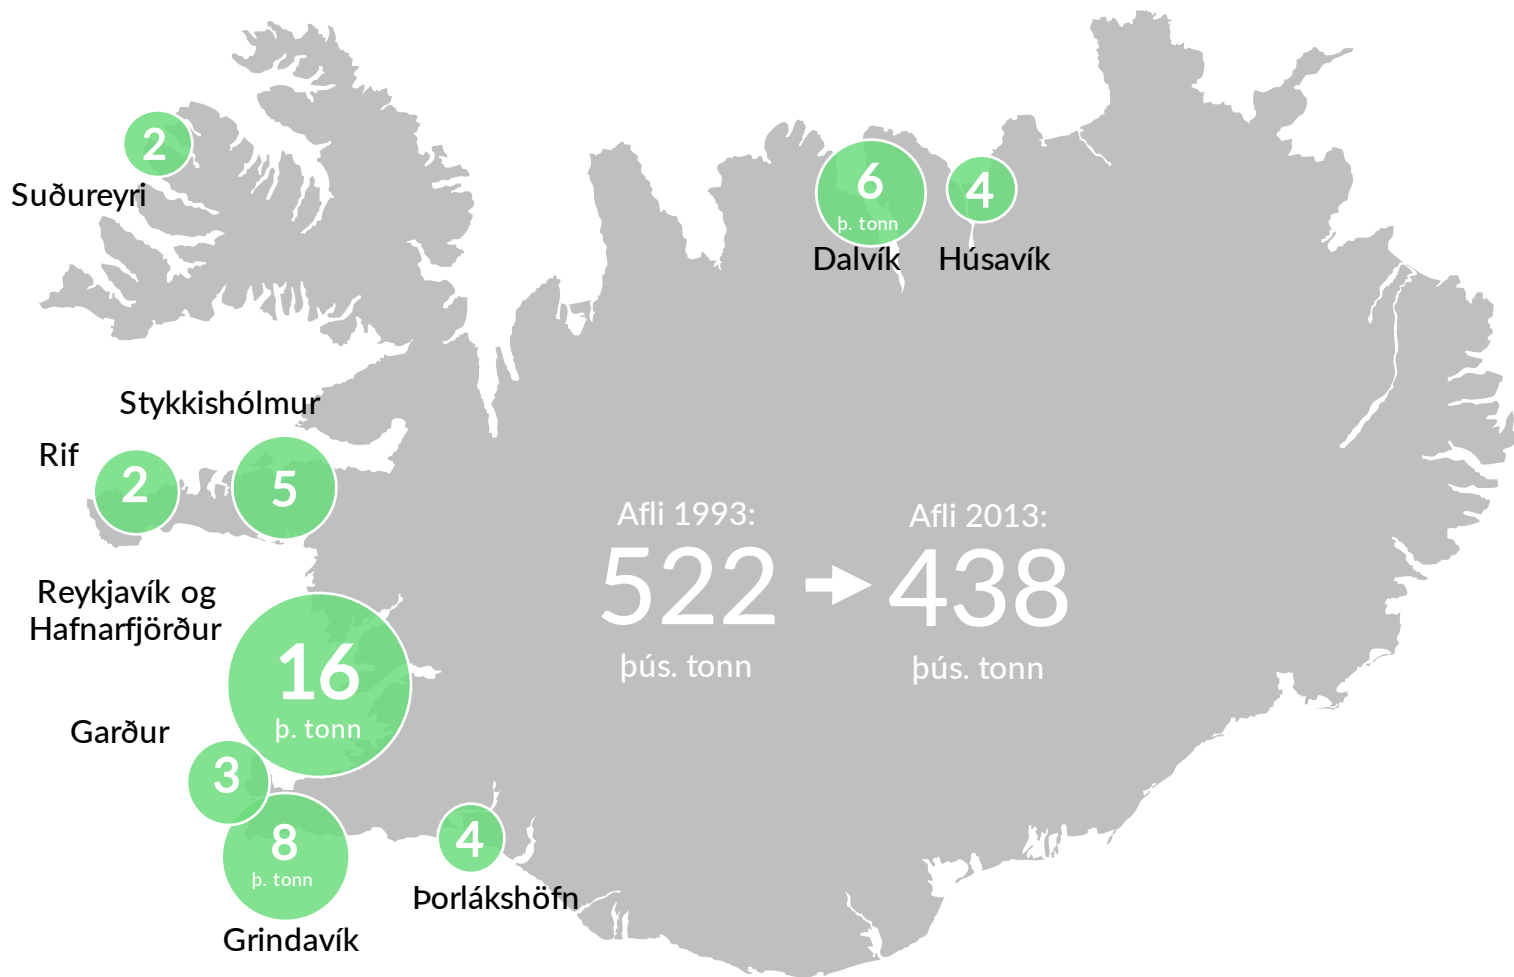 2
Suðureyri
6
þ. tonn
Dalvík
4
Húsavík
Stykkishólmur
Rif
2
5
Afli 1993:
522
þús. tonn
Afli 2013:
438
þús. tonn
Reykjavík og
Hafnarfjörður
16
þ. tonn
Garður
3
8
þ. tonn
Grindavík
4
Þorlákshöfn